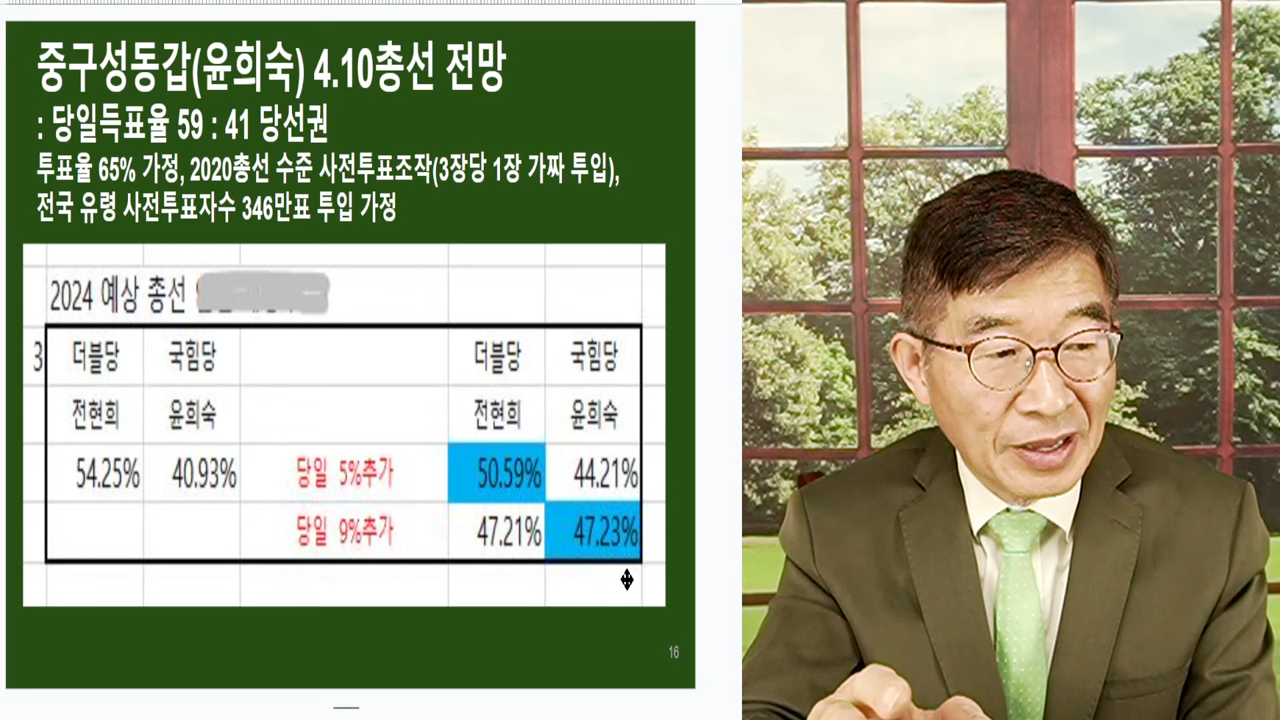 중구성동갑(윤희숙) 4.10총선 전망
: 당일득표율 59 : 41 당선권
투표율 65% 가정, 2020총선 수준 사전투표조작(3장당 1장 가짜 투입),
전국 유령 사전투표자수 346만표 투입 가정
2024 예상 총선
3 더블당 국힘당 더블당 국힘당
전현희 윤희숙 전현희 윤희숙
54.25% 40.93% 당일 5%추가 50.59% 44.21%
당일 9%추가 47.21% 47.23%
16